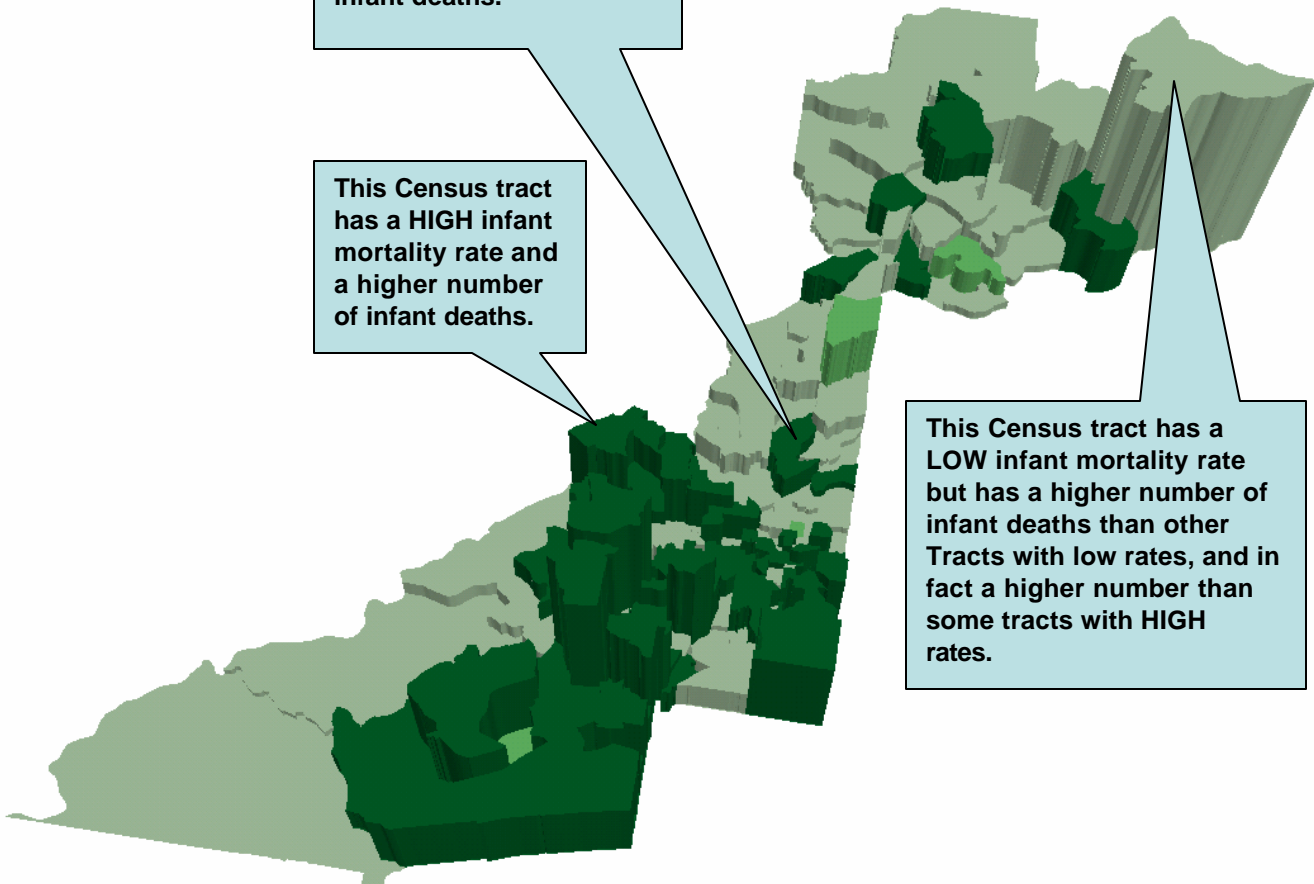 infant deaths.
This Census tract
has a HIGH infant
mortality rate and
a higher number
of infant deaths.
This Census tract has a
LOW infant mortality rate
but has a higher number of
infant deaths than other
Tracts with low rates, and in
fact a higher number than
some tracts with HIGH
rates.